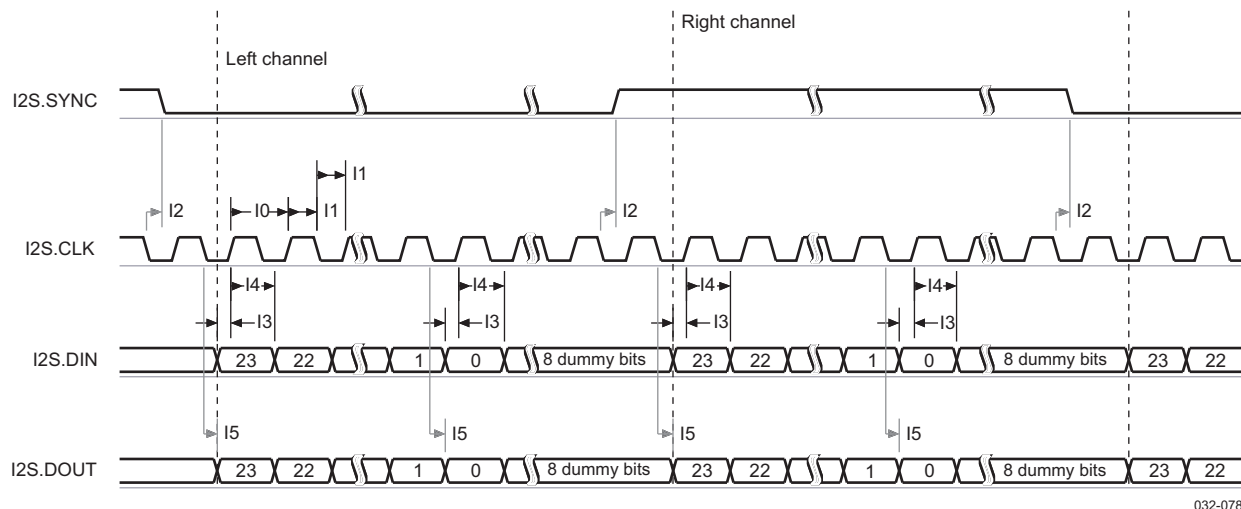 Right channel
Left channel
I2S.SYNC
I1
I2 I0 I1 I2 I2
I2S.CLK
I4 I4 I4 I4
I3 I3 I3 I3
I2S.DIN 23 22 1 0 8 dummy bits 23 22 1 0 8 dummy bits 23 22
I5 I5 I5 I5
I2S.DOUT 23 22 1 0 8 dummy bits 23 22 1 0 8 dummy bits 23 22
032-078